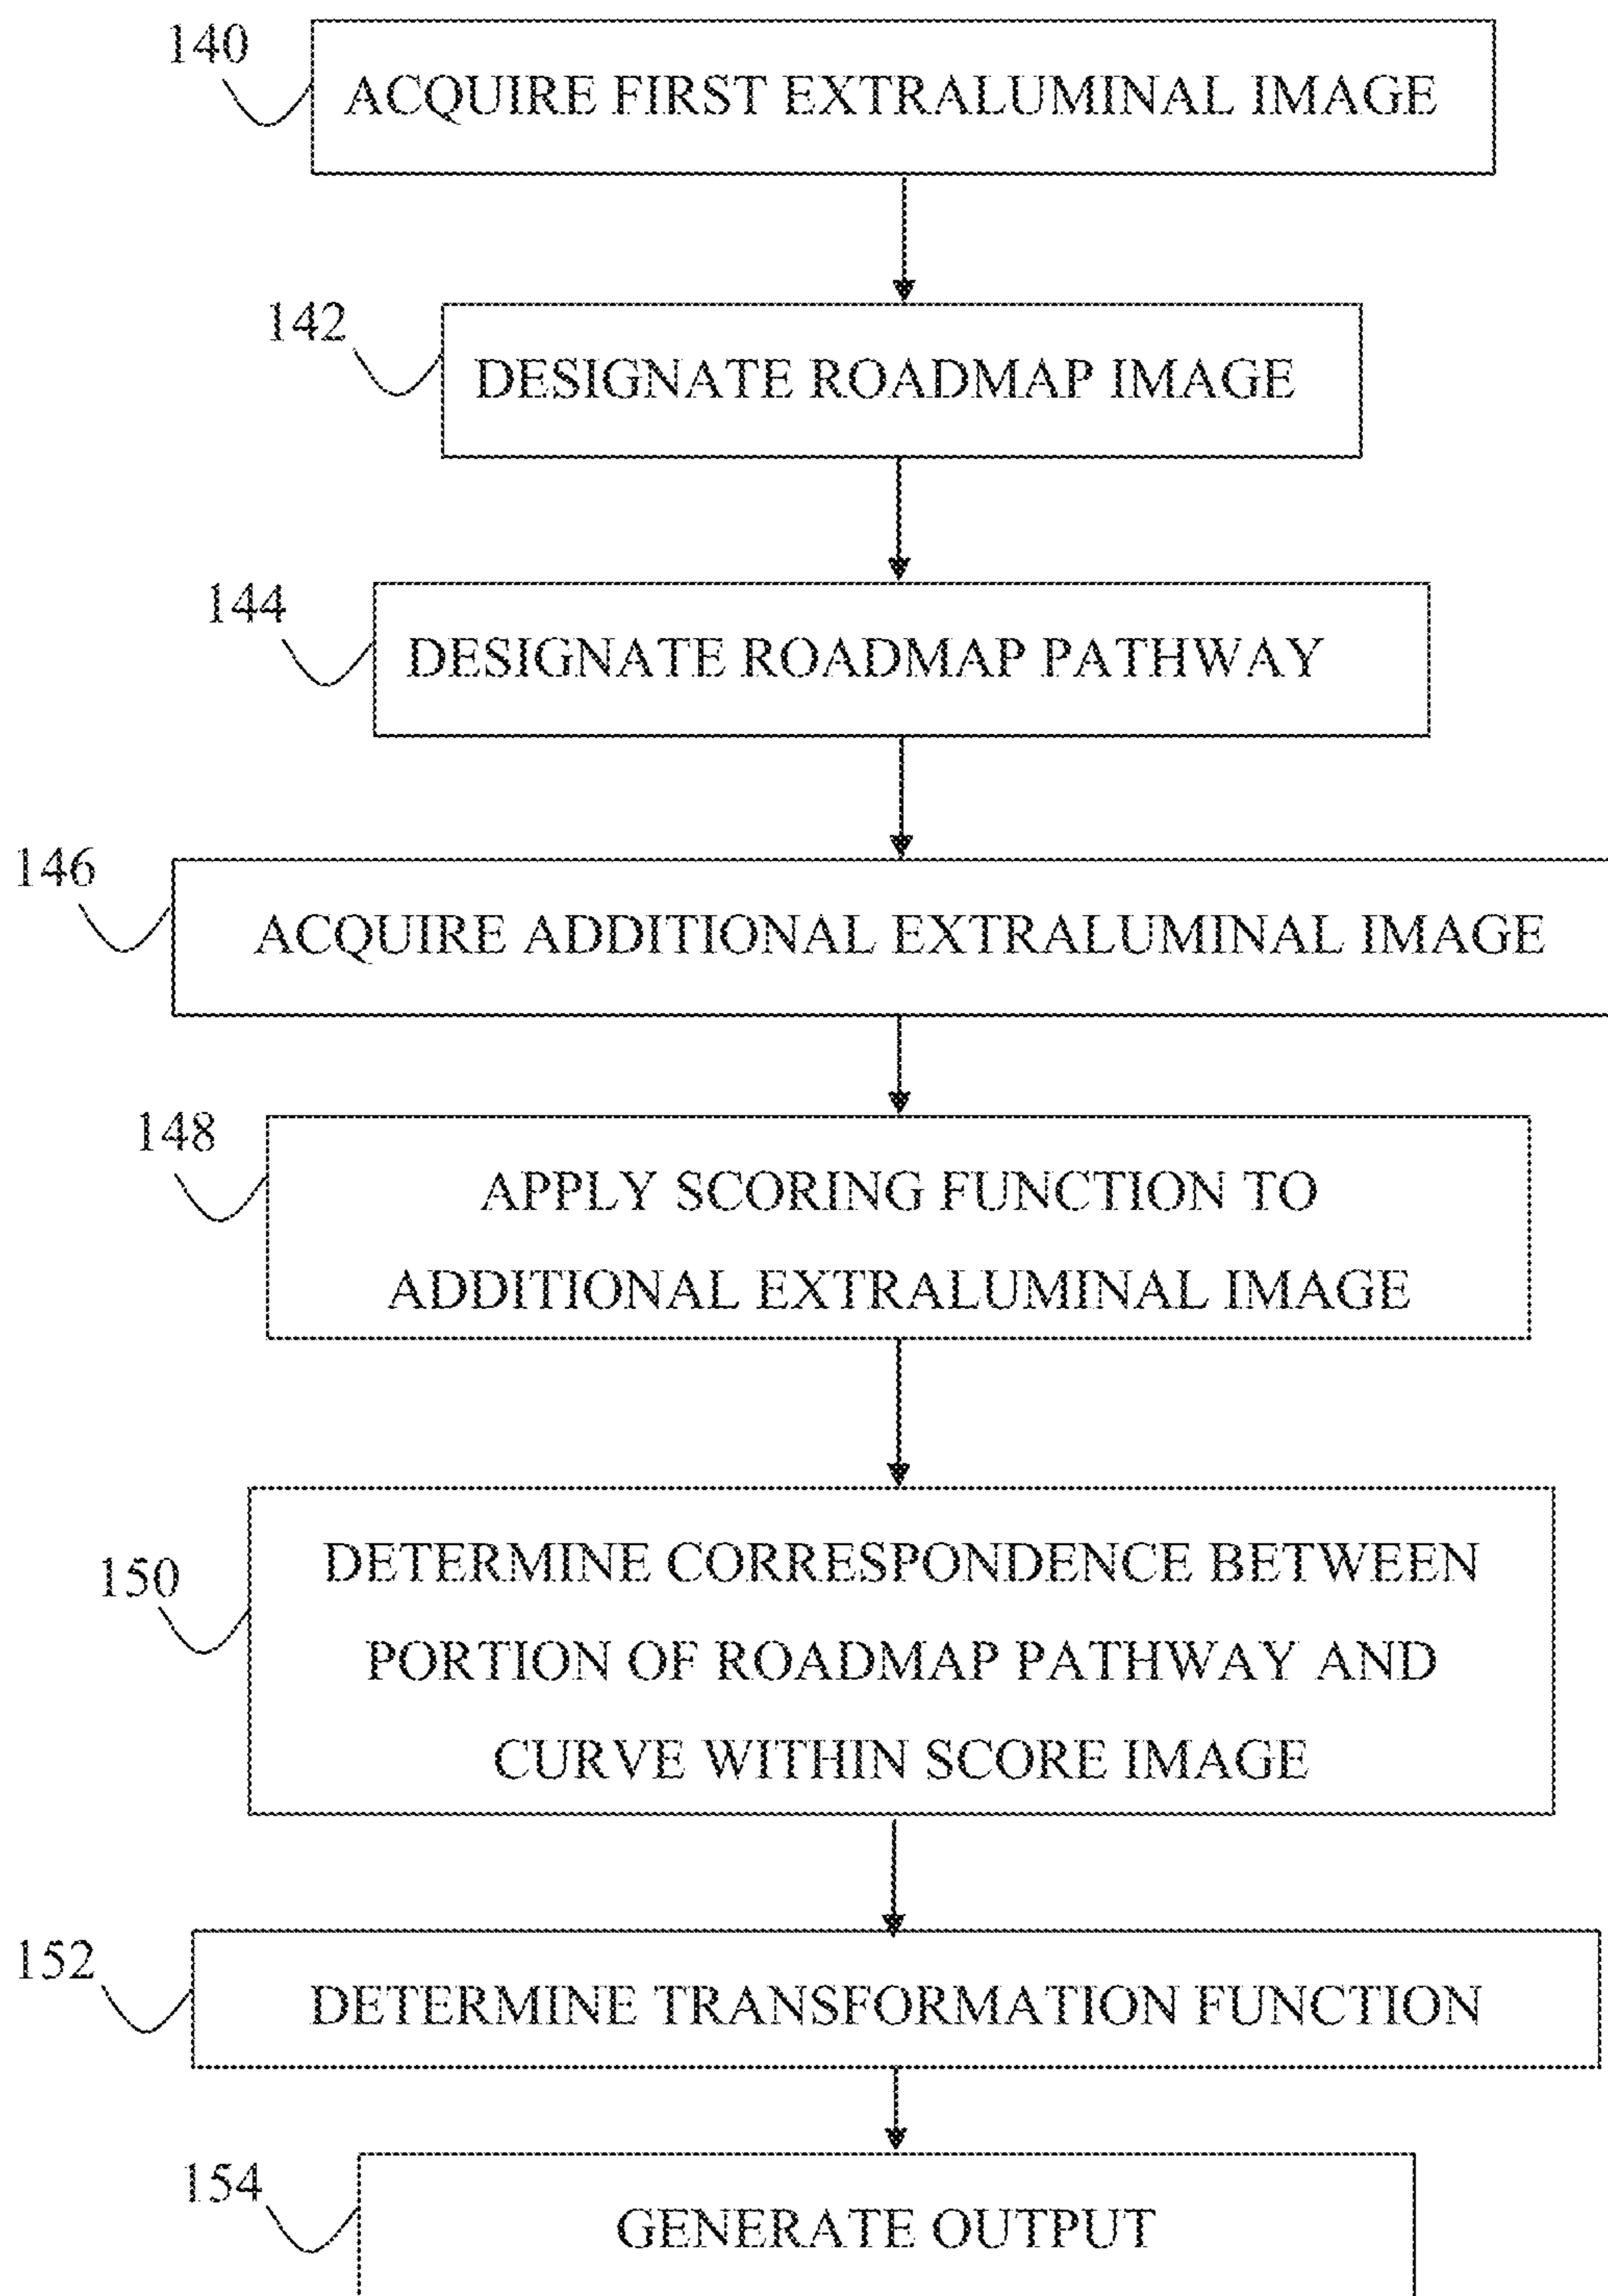 140
ACQUIRE FIRST EXTRALUMINAL IMAGE
142
DESIGNATE ROADMAP IMAGE
144
DESIGNATE ROADMAP PATHWAY
146
ACQUIRE ADDITIONAL EXTRALUMINAL IMAGE
148
APPLY SCORING FUNCTION TO
ADDITIONAL EXTRALUMINAL IMAGE
150
DETERMINE CORRESPONDENCE BETWEEN
PORTION OF ROADMAP PATHWAY AND
CURVE WITHIN SCORE IMAGE
152
DETERMINE TRANSFORMATION FUNCTION
154
GENERATE OUTPUT